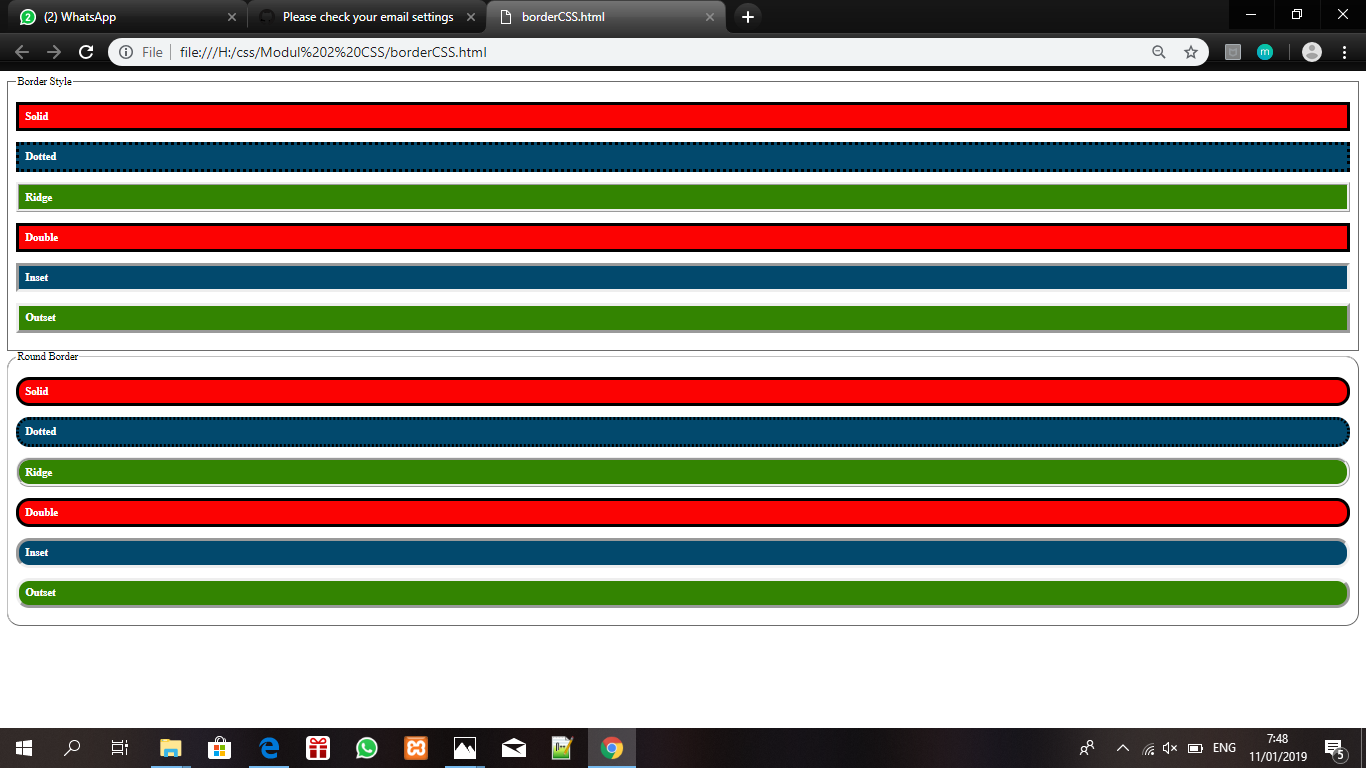 (2) WhatsApp
Please check your email settings
borderCSS.html
File
file:///H:/css/Modul%202%20CSS/borderCSS.html
m
Border Style
Solid
Dotted
Ridge
Double
Inset
Outset
Round Border
Solid
Dotted
Ridge
Double
Inset
Outset
ENG
7:48
11/01/2019
5